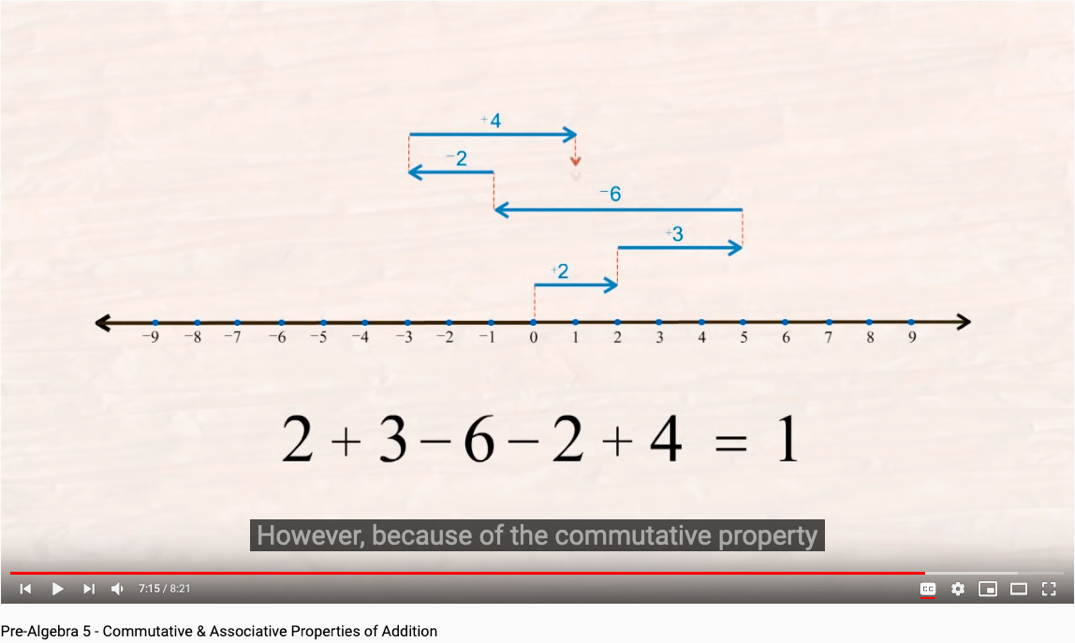 ⁺4
⁻2
⁻6
⁺3
⁺2
−9 −8 −7 −6 −5 −4 −3 −2 −1 0 1 2 3 4 5 6 7 8 9
2 + 3 − 6 − 2 + 4 = 1
However, because of the commutative property
7:15 / 8:21 CC
Pre-Algebra 5 - Commutative & Associative Properties of Addition